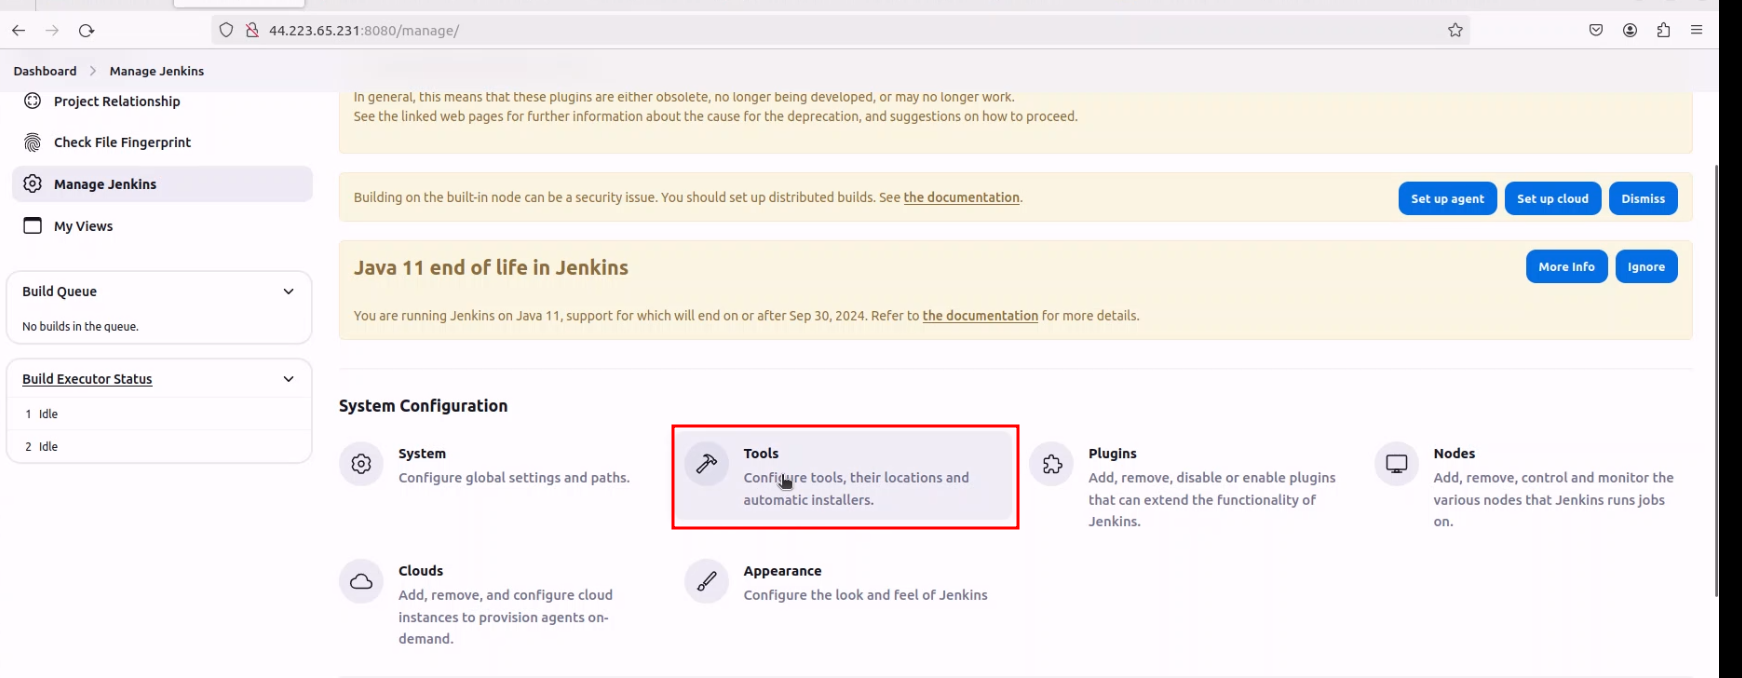 44.223.65.231:8080/manage/
Dashboard > Manage Jenkins
Project Relationship
Check File Fingerprint
Manage Jenkins
My Views
Build Queue
No builds in the queue.
Build Executor Status
1 Idle
2 Idle
In general, this means that these plugins are either obsolete, no longer being developed, or may no longer work.
See the linked web pages for further information about the cause for the deprecation, and suggestions on how to proceed.
Building on the built-in node can be a security issue. You should set up distributed builds. See the documentation.
Set up agent
Set up cloud
Dismiss
Java 11 end of life in Jenkins
More Info
Ignore
You are running Jenkins on Java 11, support for which will end on or after Sep 30, 2024. Refer to the documentation for more details.
System Configuration
System
Configure global settings and paths.
Tools
Configure tools, their locations and
automatic installers.
Plugins
Add, remove, disable or enable plugins
that can extend the functionality of
Jenkins.
Nodes
Add, remove, control and monitor the
various nodes that Jenkins runs jobs
on.
Clouds
Add, remove, and configure cloud
instances to provision agents on-
demand.
Appearance
Configure the look and feel of Jenkins